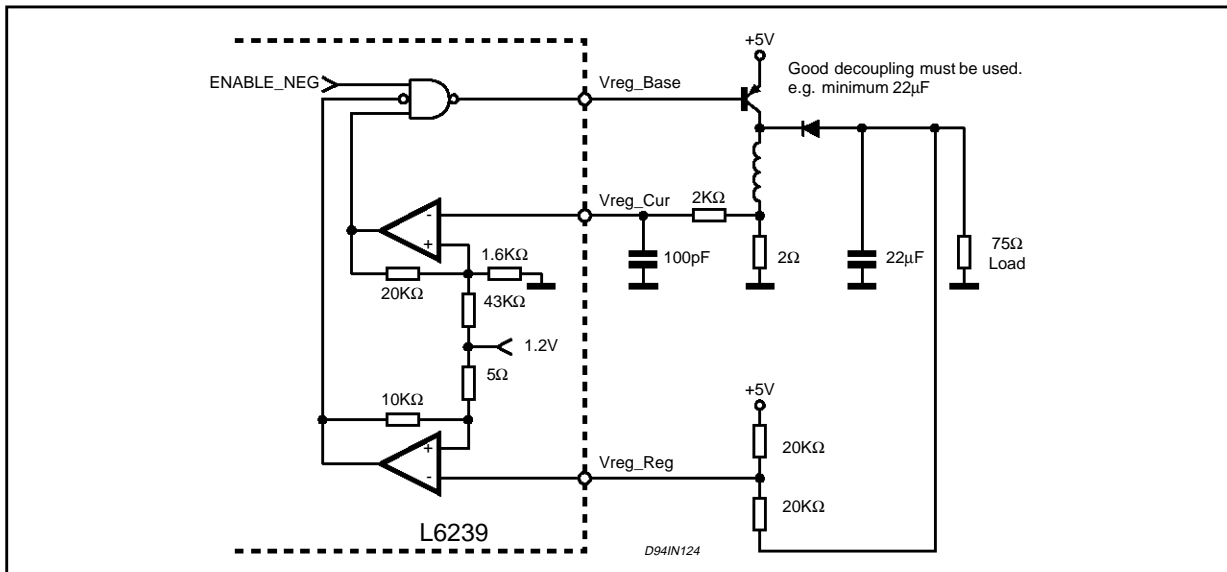 +5V
Good decoupling must be used.
e.g. minimum 22µF
ENABLE_NEG
Vreg_Base
Vreg_Cur
2KΩ
-
+
1.6KΩ
100pF
2Ω
22µF
75Ω
Load
20KΩ
43KΩ
1.2V
5Ω
10KΩ
+5V
+
-
20KΩ
Vreg_Reg
20KΩ
L6239
D94IN124